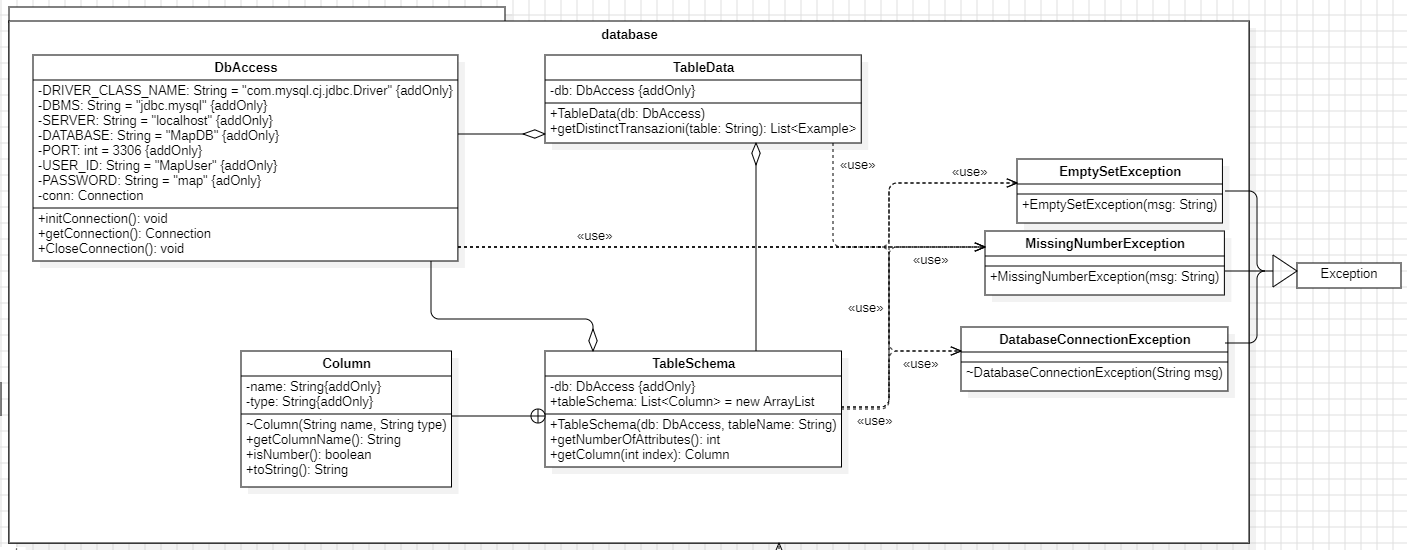 database
DbAccess
-DRIVER_CLASS_NAME: String = "com.mysql.cj.jdbc.Driver" {addOnly}
-DBMS: String = "jdbc.mysql" {addOnly}
-SERVER: String = "localhost" {addOnly}
-DATABASE: String = "MapDB" {addOnly}
-PORT: int = 3306 {addOnly}
-USER_ID: String = "MapUser" {addOnly}
-PASSWORD: String = "map" {adOnly}
-conn: Connection
+initConnection(): void
+getConnection(): Connection
+CloseConnection(): void
TableData
-db: DbAccess {addOnly}
+TableData(db: DbAccess)
+getDistinctTransazioni(table: String): List<Example>
«use»
«use»
«use»
«use»
«use»
«use»
«use»
EmptySetException
+EmptySetException(msg: String)
MissingNumberException
+MissingNumberException(msg: String)
Exception
DatabaseConnectionException
~DatabaseConnectionException(String msg)
Column
-name: String{addOnly}
-type: String{addOnly}
~Column(String name, String type)
+getColumnName(): String
+isNumber(): boolean
+toString(): String
TableSchema
-db: DbAccess {addOnly}
+tableSchema: List<Column> = new ArrayList
+TableSchema(db: DbAccess, tableName: String)
+getNumberOfAttributes(): int
+getColumn(int index): Column